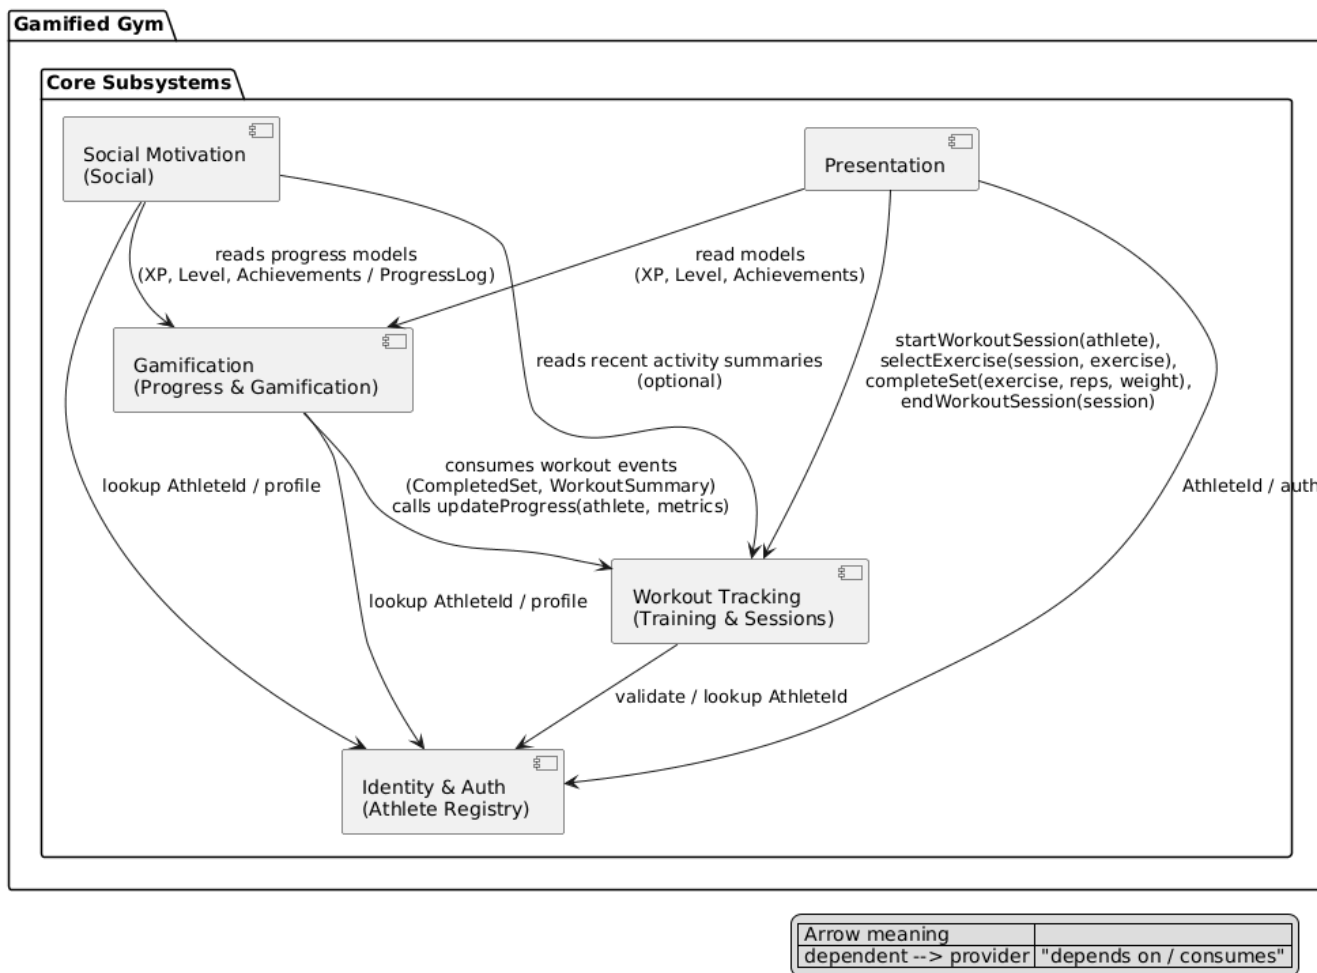 Gamified Gym
Core Subsystems
Social Motivation
(Social)
Presentation
reads progress models
(XP, Level, Achievements / ProgressLog)
read models
(XP, Level, Achievements)
Gamification
(Progress & Gamification)
reads recent activity summaries
(optional)
startWorkoutSession(athlete),
selectExercise(session, exercise),
completeSet(exercise, reps, weight),
endWorkoutSession(session)
lookup AthleteId / profile
consumes workout events
(CompletedSet, WorkoutSummary)
calls updateProgress(athlete, metrics)
AthleteId / auth
lookup AthleteId / profile
Workout Tracking
(Training & Sessions)
validate / lookup AthleteId
Identity & Auth
(Athlete Registry)
Arrow meaning
dependent --> provider "depends on / consumes"